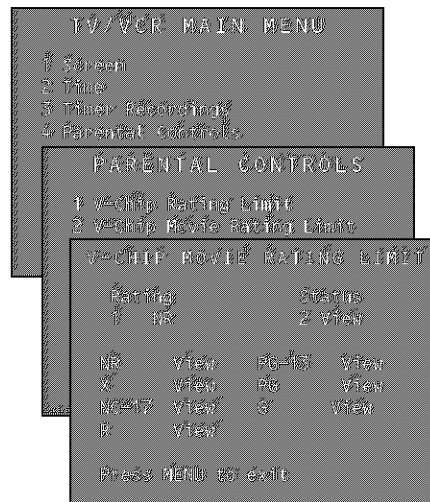 TV/VCR MAIN MENU
1 Screen
2 Time
3 Timer Recordings
4 Parental Controls
PARENTAL CONTROLS
1 V-Chip Rating Limit
2 V-Chip Movie Rating Limit
V-CHIP MOVIE RATING LIMIT
Rating Status
1 NR 2 View
NR View PG-13 View
X View PG View
NC-17 View G View
R View
Press MENU to exit